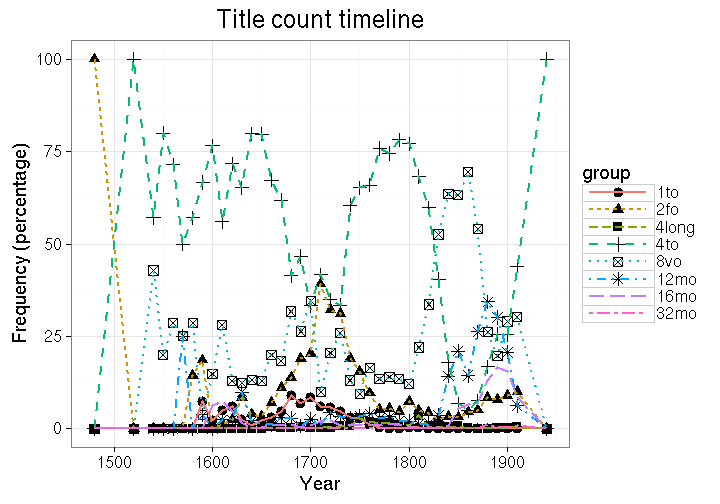 Title count timeline
100
75
50
25
0
Frequency (percentage)
1500
1600
1700
1800
1900
Year
group
1to
2fo
4long
4to
8vo
12mo
16mo
32mo